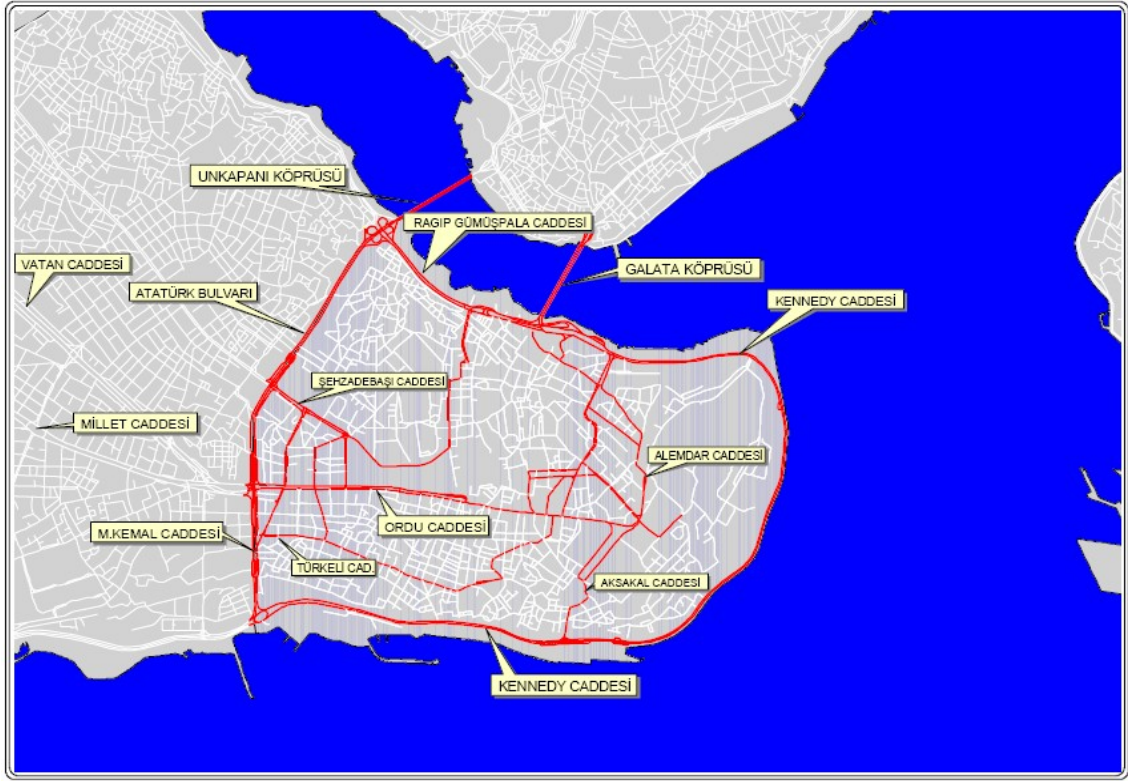 UNKAPANI KÖPRÜSÜ
RAGIP GÜMÜŞPALA CADDESİ
VATAN CADDESİ
GALATA KÖPRÜSÜ
ATATÜRK BULVARI
KENNEDY CADDESİ
ŞEHZADEBAŞI CADDESİ
MİLLET CADDESİ
ALEMDAR CADDESİ
ORDU CADDESİ
M.KEMAL CADDESİ
TÜRKELİ CAD.
AKSAKAL CADDESİ
KENNEDY CADDESİ